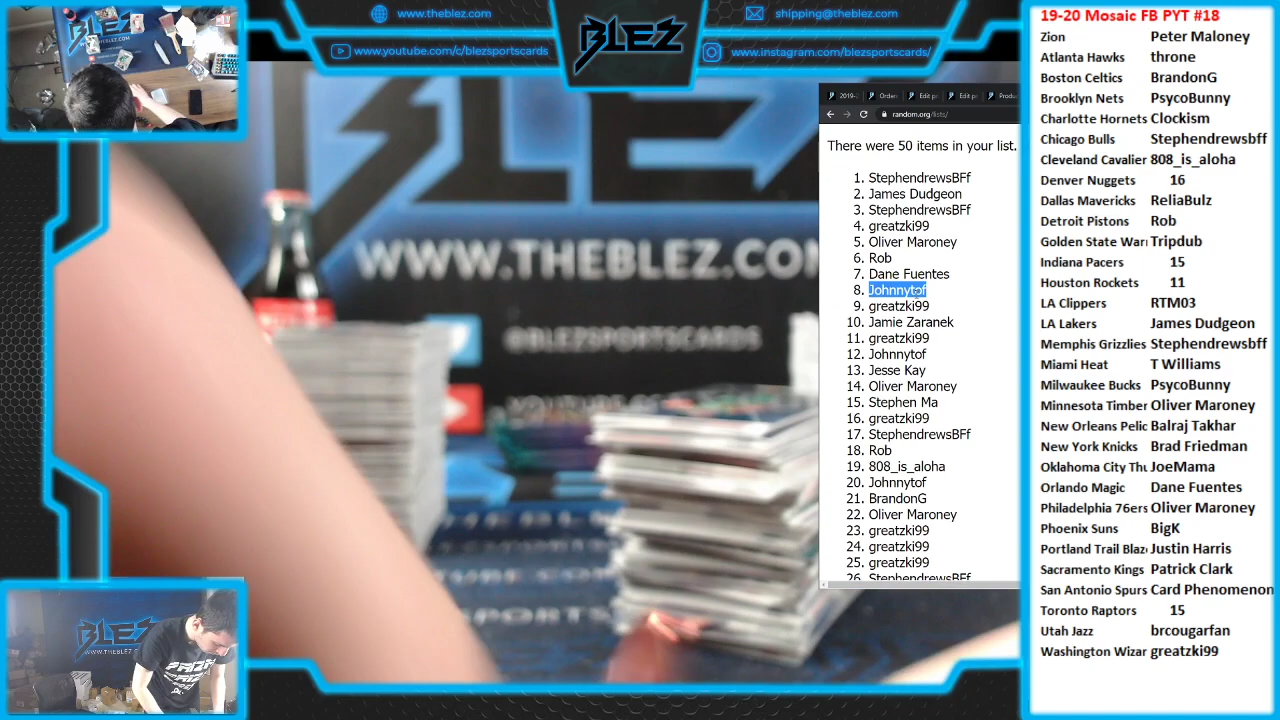 www.theblez.com
shipping@theblez.com
www.youtube.com/c/blezsportscards
BLEZ
www.instagram.com/blezsportscards/
BLEZ
WWW.THEBLEZ.COM
@BLEZSPORTSCARDS
random.org/lists/
There were 50 items in your list.
1. StephendrewsBFf
2. James Dudgeon
3. StephendrewsBFf
4. greatzki99
5. Oliver Maroney
6. Rob
7. Dane Fuentes
8. Johnnytof
9. greatzki99
10. Jamie Zaranek
11. greatzki99
12. Johnnytof
13. Jesse Kay
14. Oliver Maroney
15. Stephen Ma
16. greatzki99
17. StephendrewsBFf
18. Rob
19. 808_is_aloha
20. Johnnytof
21. BrandonG
22. Oliver Maroney
23. greatzki99
24. greatzki99
25. greatzki99
26. StephendrewsBFf
19-20 Mosaic FB PYT #18
Zion Peter Maloney
Atlanta Hawks throne
Boston Celtics BrandonG
Brooklyn Nets PsycoBunny
Charlotte Hornets Clockism
Chicago Bulls Stephendrewsbff
Cleveland Cavalier 808_is_aloha
Denver Nuggets 16
Dallas Mavericks ReliaBulz
Detroit Pistons Rob
Golden State Warr Tripdub
Indiana Pacers 15
Houston Rockets 11
LA Clippers RTM03
LA Lakers James Dudgeon
Memphis Grizzlies Stephendrewsbff
Miami Heat T Williams
Milwaukee Bucks PsycoBunny
Minnesota Timber Oliver Maroney
New Orleans Pelic Balraj Takhar
New York Knicks Brad Friedman
Oklahoma City Thu JoeMama
Orlando Magic Dane Fuentes
Philadelphia 76ers Oliver Maroney
Phoenix Suns BigK
Portland Trail Blaz Justin Harris
Sacramento Kings Patrick Clark
San Antonio Spurs Card Phenomenon
Toronto Raptors 15
Utah Jazz brcougarfan
Washington Wizar greatzki99